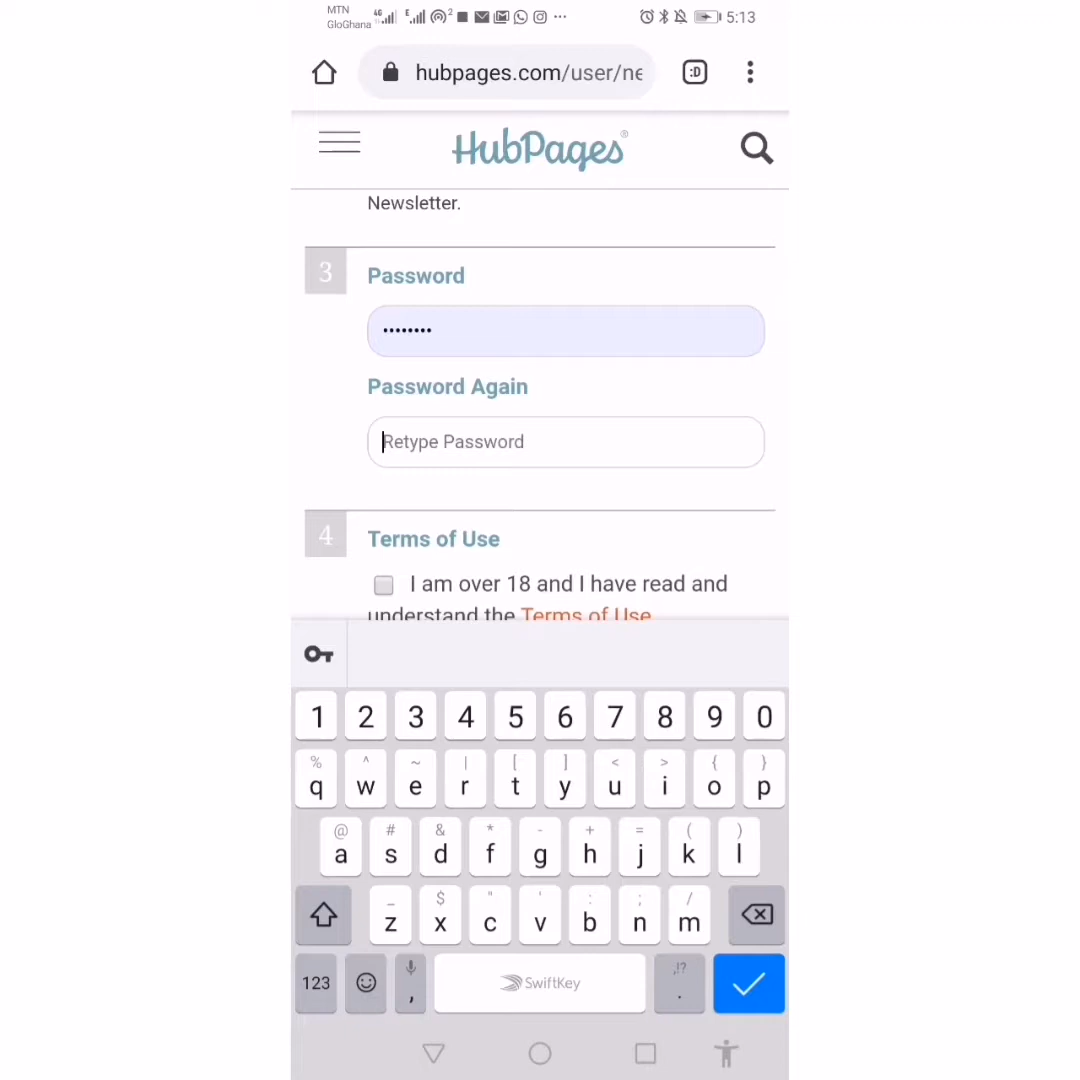 MTN
GloGhana
4G
E
2
5:13
hubpages.com/user/ne
:D
HubPages®
Newsletter.
3
Password
••••••••
Password Again
Retype Password
4
Terms of Use
I am over 18 and I have read and
understand the Terms of Use
1 2 3 4 5 6 7 8 9 0
% ^ ~ | [ ] < > { }
q w e r t y u i o p
@ # & * - + = ( )
a s d f g h j k l
_ $ " ' : ; /
z x c v b n m
123 , SwiftKey ,!? .